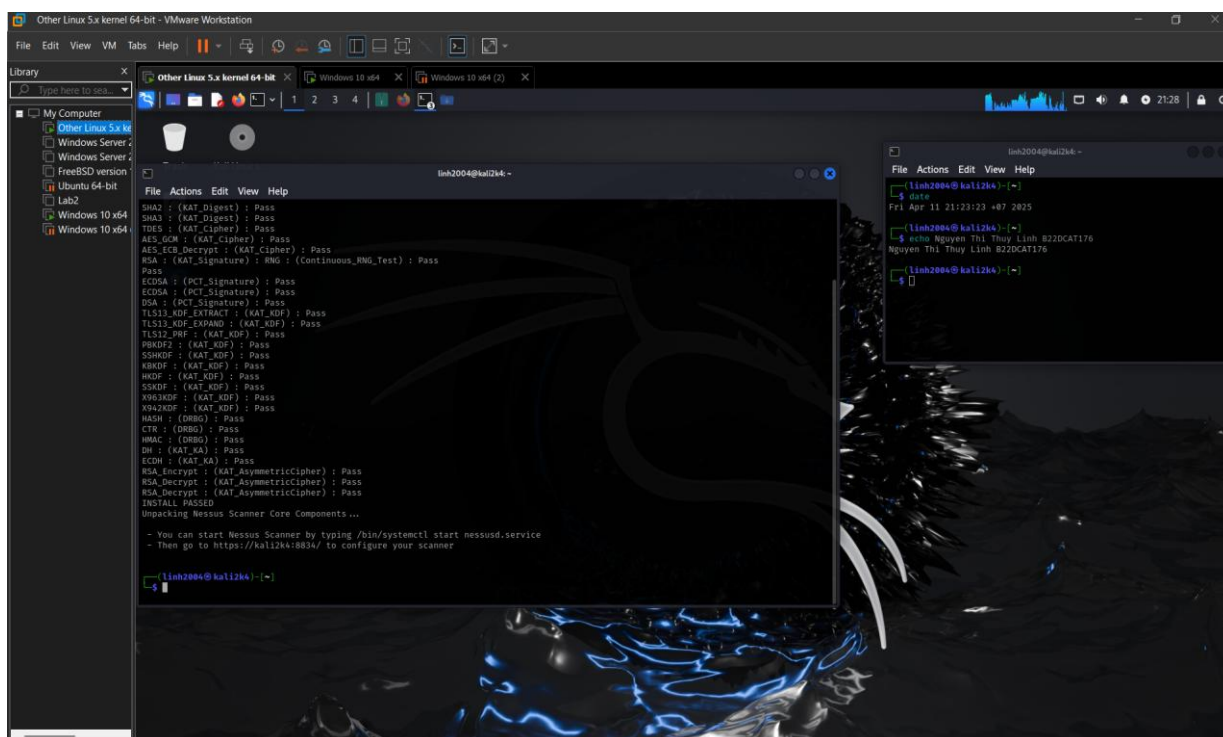 Other Linux 5.x kernel 64-bit - VMware Workstation
File Edit View VM Tabs Help
Library X
Type here to sea...
My Computer
Other Linux 5.x ke
Windows Server 2
Windows Server 2
FreeBSD version
Ubuntu 64-bit
Lab2
Windows 10 x64
Windows 10 x64
Other Linux 5.x kernel 64-bit
Windows 10 x64
Windows 10 x64 (2)
1 2 3 4
21:28
linh2004@kali2k4: ~
File Actions Edit View Help
SHA2 : (KAT_Digest) : Pass
SHA3 : (KAT_Digest) : Pass
TDES : (KAT_Cipher) : Pass
AES_GCM : (KAT_Cipher) : Pass
AES_ECB_Decrypt : (KAT_Cipher) : Pass
RSA : (KAT_Signature) : RNG : (Continuous_RNG_Test) : Pass
Pass
ECDSA : (PCT_Signature) : Pass
ECDSA : (PCT_Signature) : Pass
DSA : (PCT_Signature) : Pass
TLS13_KDF_EXTRACT : (KAT_KDF) : Pass
TLS13_KDF_EXPAND : (KAT_KDF) : Pass
TLS12_PRF : (KAT_KDF) : Pass
PBKDF2 : (KAT_KDF) : Pass
SSHKDF : (KAT_KDF) : Pass
KBKDF : (KAT_KDF) : Pass
HKDF : (KAT_KDF) : Pass
SSKDF : (KAT_KDF) : Pass
X963KDF : (KAT_KDF) : Pass
X942KDF : (KAT_KDF) : Pass
HASH : (DRBG) : Pass
CTR : (DRBG) : Pass
HMAC : (DRBG) : Pass
DH : (KAT_KA) : Pass
ECDH : (KAT_KA) : Pass
RSA_Encrypt : (KAT_AsymmetricCipher) : Pass
RSA_Decrypt : (KAT_AsymmetricCipher) : Pass
RSA_Decrypt : (KAT_AsymmetricCipher) : Pass
INSTALL PASSED
Unpacking Nessus Scanner Core Components...
- You can start Nessus Scanner by typing /bin/systemctl start nessusd.service
- Then go to https://kali2k4:8834/ to configure your scanner
(linh2004㉿kali2k4)-[~]
$
linh2004@kali2k4: ~
File Actions Edit View Help
(linh2004㉿kali2k4)-[~]
$ date
Fri Apr 11 21:23:23 +07 2025
(linh2004㉿kali2k4)-[~]
$ echo Nguyen Thi Thuy Linh B22DCAT176
Nguyen Thi Thuy Linh B22DCAT176
(linh2004㉿kali2k4)-[~]
$